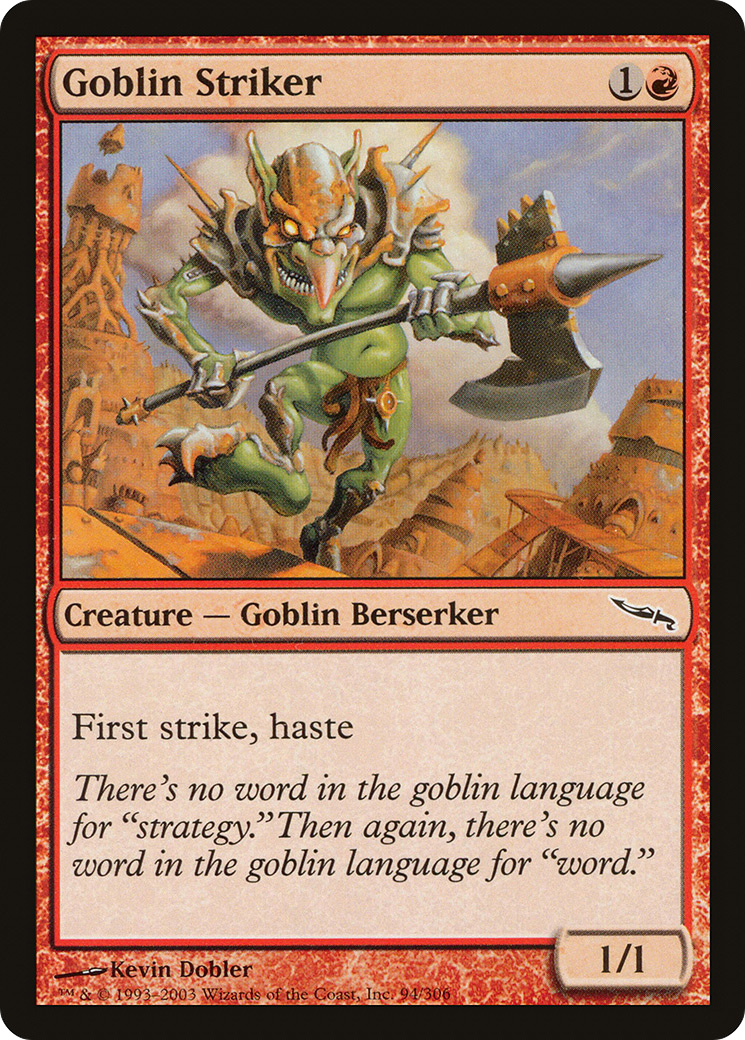 Goblin Striker 1
Creature — Goblin Berserker
First strike, haste
There's no word in the goblin language
for “strategy.” Then again, there's no
word in the goblin language for “word.”
1/1
Kevin Dobler
™ & © 1993–2003 Wizards of the Coast, Inc. 94/306